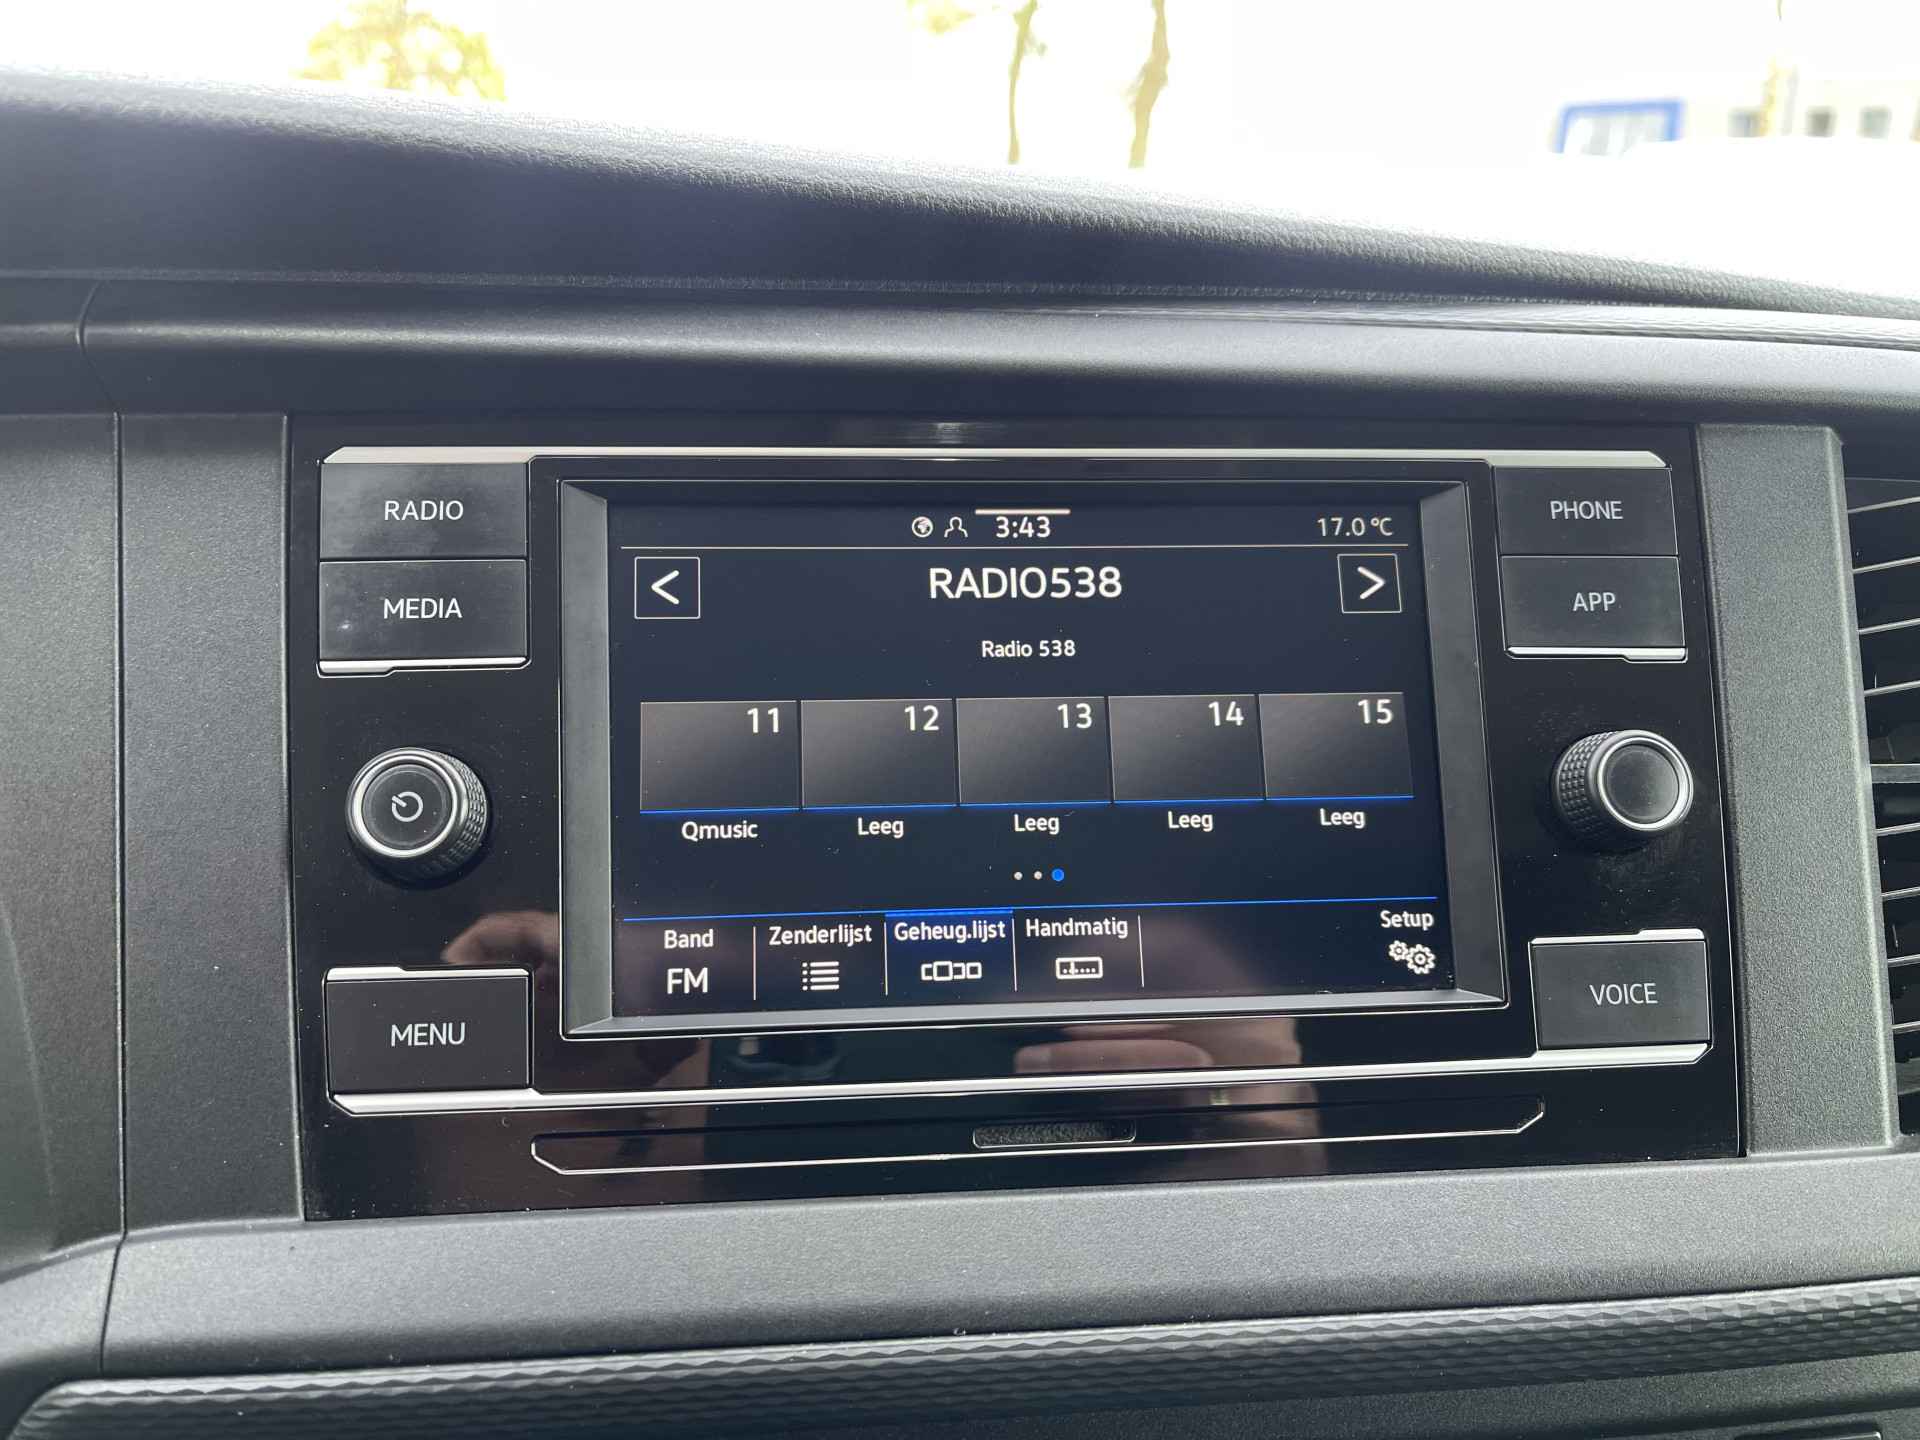 RADIO
MEDIA
MENU
PHONE
APP
VOICE
3:43
17.0 °C
<
RADIO538
>
Radio 538
11 12 13 14 15
Qmusic Leeg Leeg Leeg Leeg
Band Zenderlijst Geheug.lijst Handmatig Setup
FM